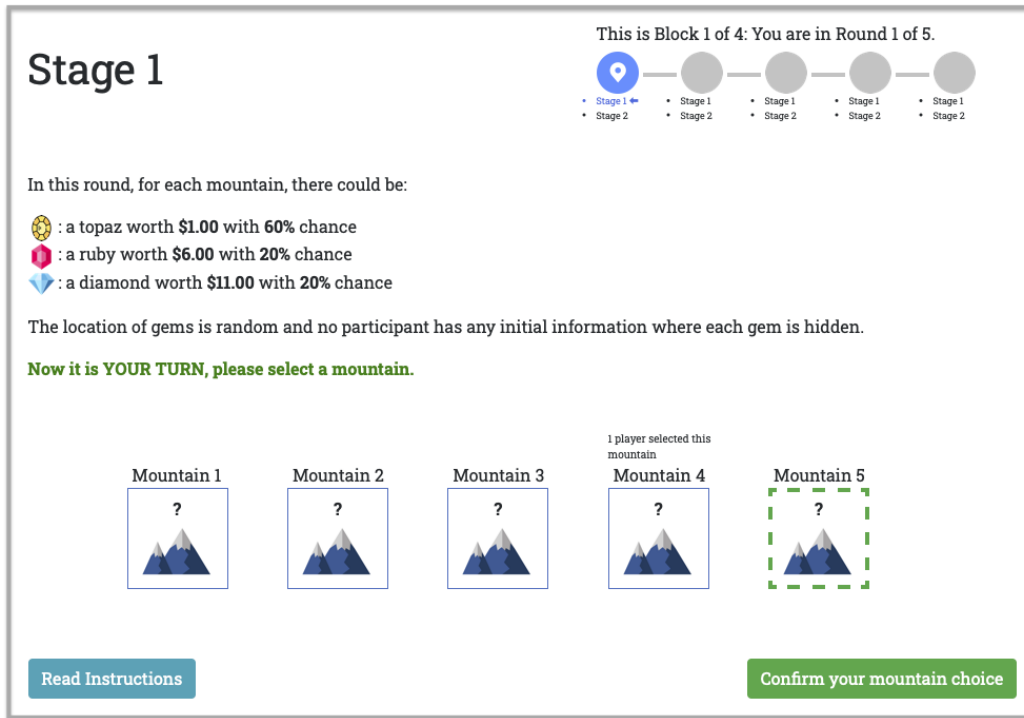 This is Block 1 of 4: You are in Round 1 of 5.
Stage 1
• Stage 1 • Stage 1 • Stage 1 • Stage 1 • Stage 1
• Stage 2 • Stage 2 • Stage 2 • Stage 2 • Stage 2
In this round, for each mountain, there could be:
: a topaz worth $1.00 with 60% chance
: a ruby worth $6.00 with 20% chance
: a diamond worth $11.00 with 20% chance
The location of gems is random and no participant has any initial information where each gem is hidden.
Now it is YOUR TURN, please select a mountain.
1 player selected this
mountain
Mountain 1 Mountain 2 Mountain 3 Mountain 4 Mountain 5
? ? ? ? ?
Read Instructions Confirm your mountain choice